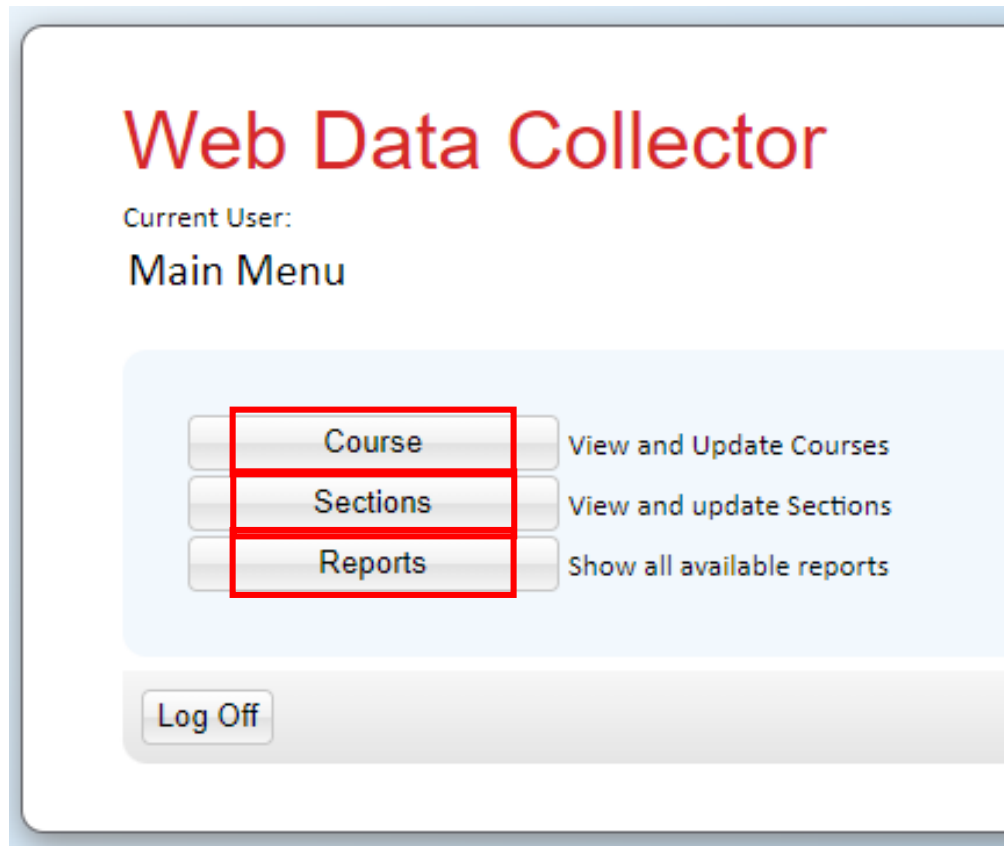 Web Data Collector
Current User:
Main Menu
Course View and Update Courses
Sections View and update Sections
Reports Show all available reports
Log Off